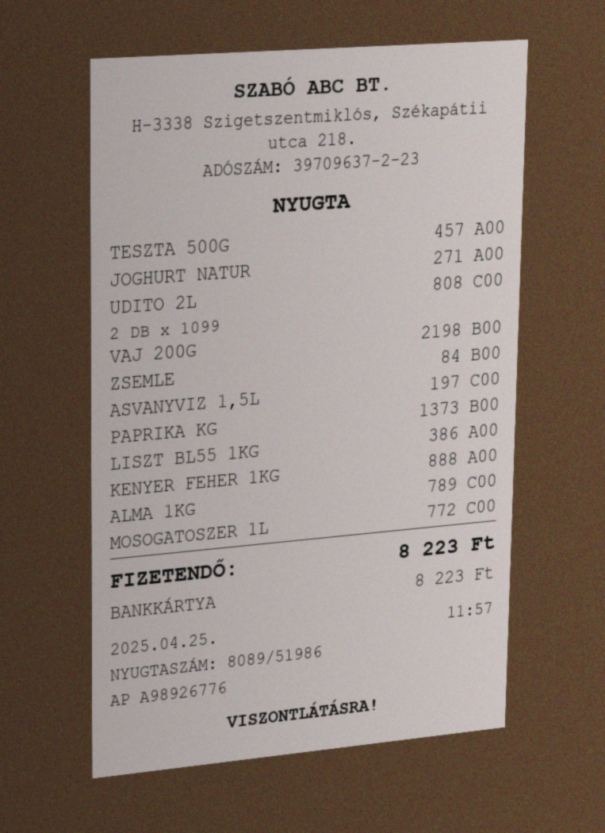 SZABÓ ABC BT.
H-3338 Szigetszentmiklós, Székapátii
utca 218.
ADÓSZÁM: 39709637-2-23
NYUGTA
TESZTA 500G 457 A00
JOGHURT NATUR 271 A00
UDITO 2L 808 C00
2 DB x 1099
VAJ 200G 2198 B00
ZSEMLE 84 B00
ASVANYVIZ 1,5L 197 C00
PAPRIKA KG 1373 B00
LISZT BL55 1KG 386 A00
KENYER FEHER 1KG 888 A00
ALMA 1KG 789 C00
MOSOGATOSZER 1L 772 C00
FIZETENDŐ: 8 223 Ft
BANKKÁRTYA 8 223 Ft
2025.04.25. 11:57
NYUGTASZÁM: 8089/51986
AP A98926776
VISZONTLÁTÁSRA!